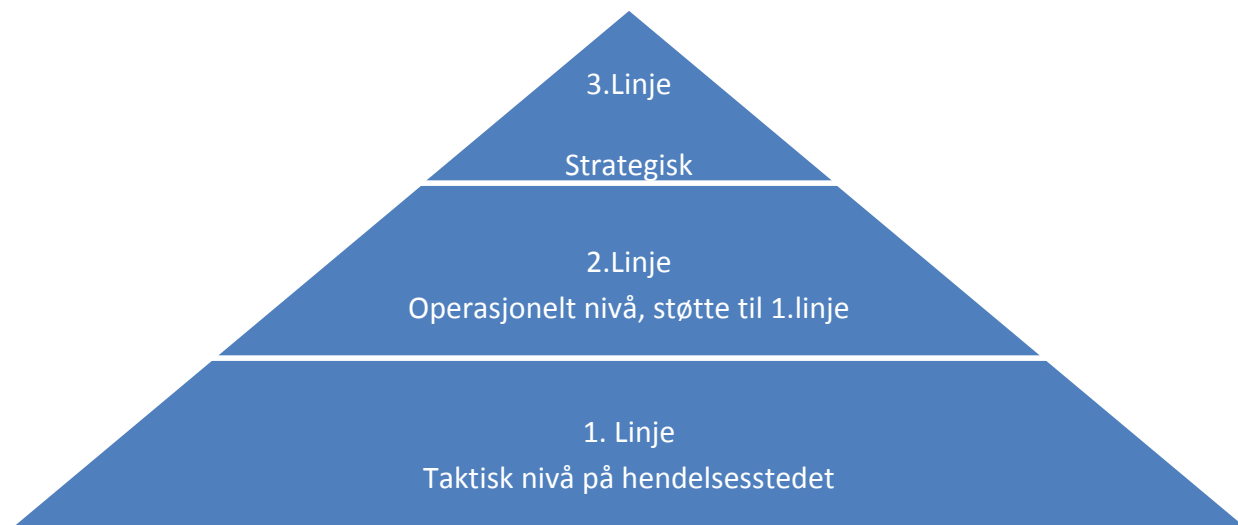 3.Linje
Strategisk
2.Linje
Operasjonelt nivå, støtte til 1.linje
1. Linje
Taktisk nivå på hendelsesstedet